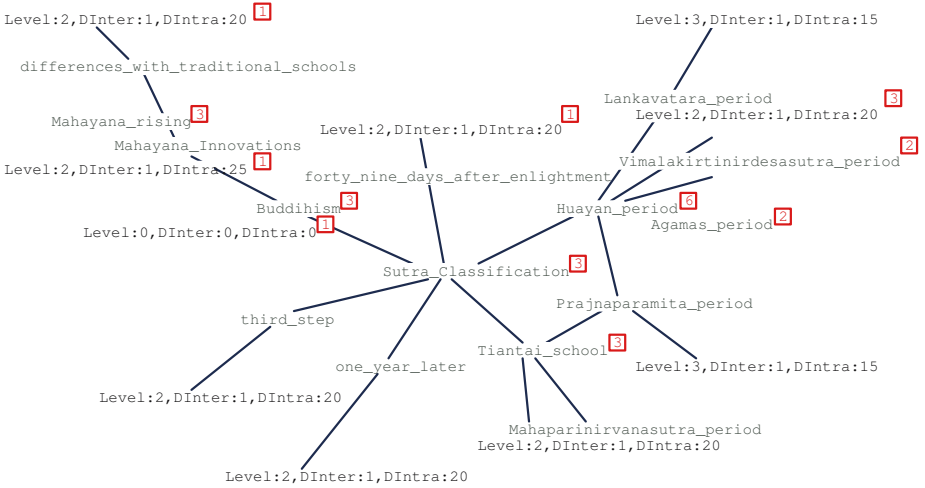 Level:2,DInter:1,DIntra:20 1
Level:3,DInter:1,DIntra:15
differences_with_traditional_schools
Lankavatara_period 3
Level:2,DInter:1,DIntra:20
Mahayana_rising 3
Level:2,DInter:1,DIntra:20 1
Mahayana_Innovations
Vimalakirtinirdesasutra_period 2
Level:2,DInter:1,DIntra:25 1
forty_nine_days_after_enlightment
Buddihism 3
Huayan_period 6
Agamas_period 2
Level:0,DInter:0,DIntra:0 1
Sutra_Classification 3
Prajnaparamita_period
third_step
Tiantai_school 3
one_year_later
Level:3,DInter:1,DIntra:15
Level:2,DInter:1,DIntra:20
Mahaparinirvanasutra_period
Level:2,DInter:1,DIntra:20
Level:2,DInter:1,DIntra:20